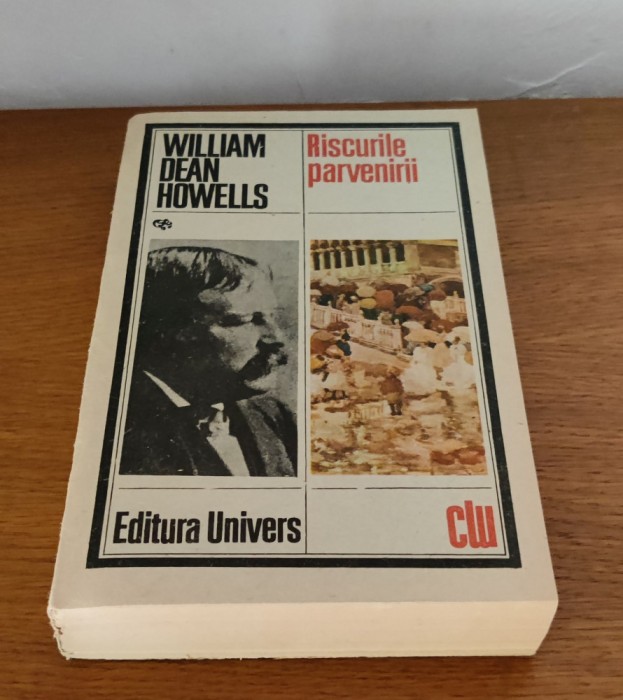 WILLIAM
DEAN
HOWELLS
Riscurile
parvenirii
Editura Univers
clu